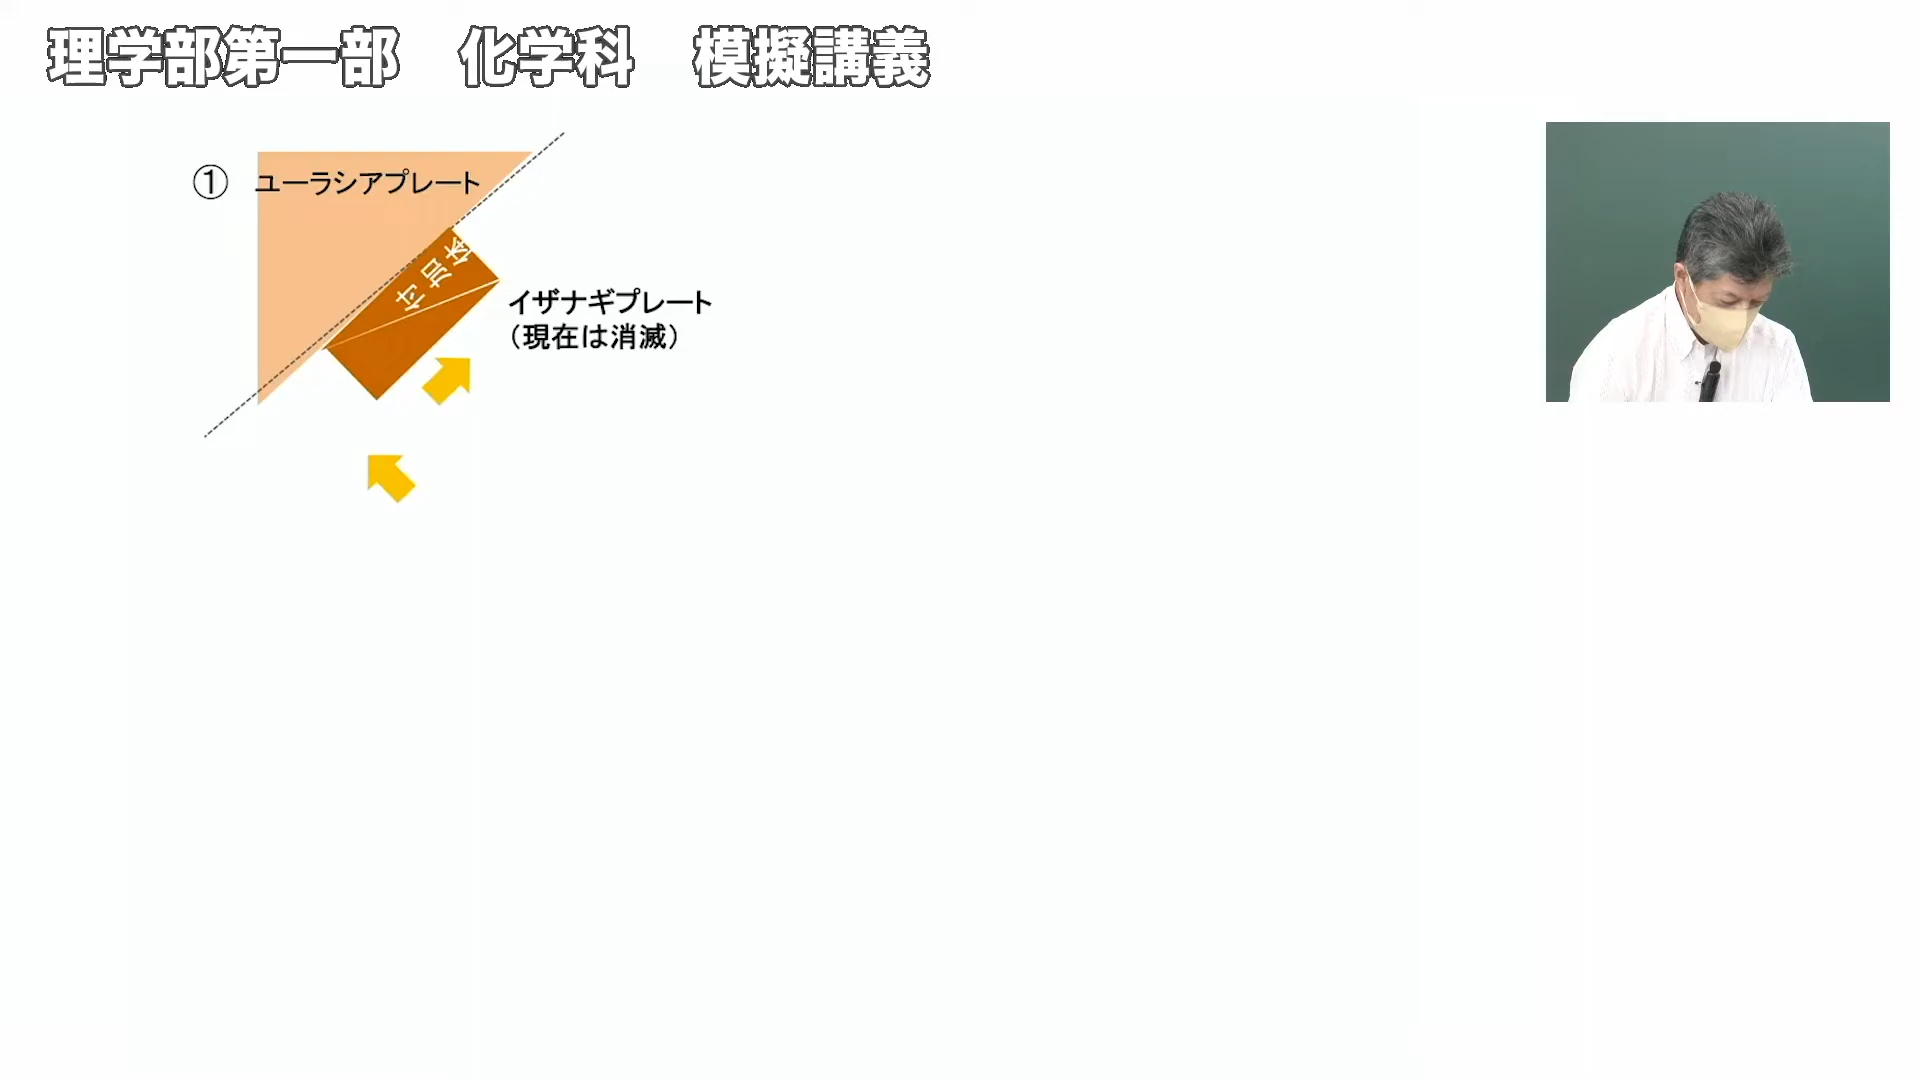 理学部第一部　化学科　模擬講義
① ユーラシアプレート
付加体
イザナギプレート
（現在は消滅）